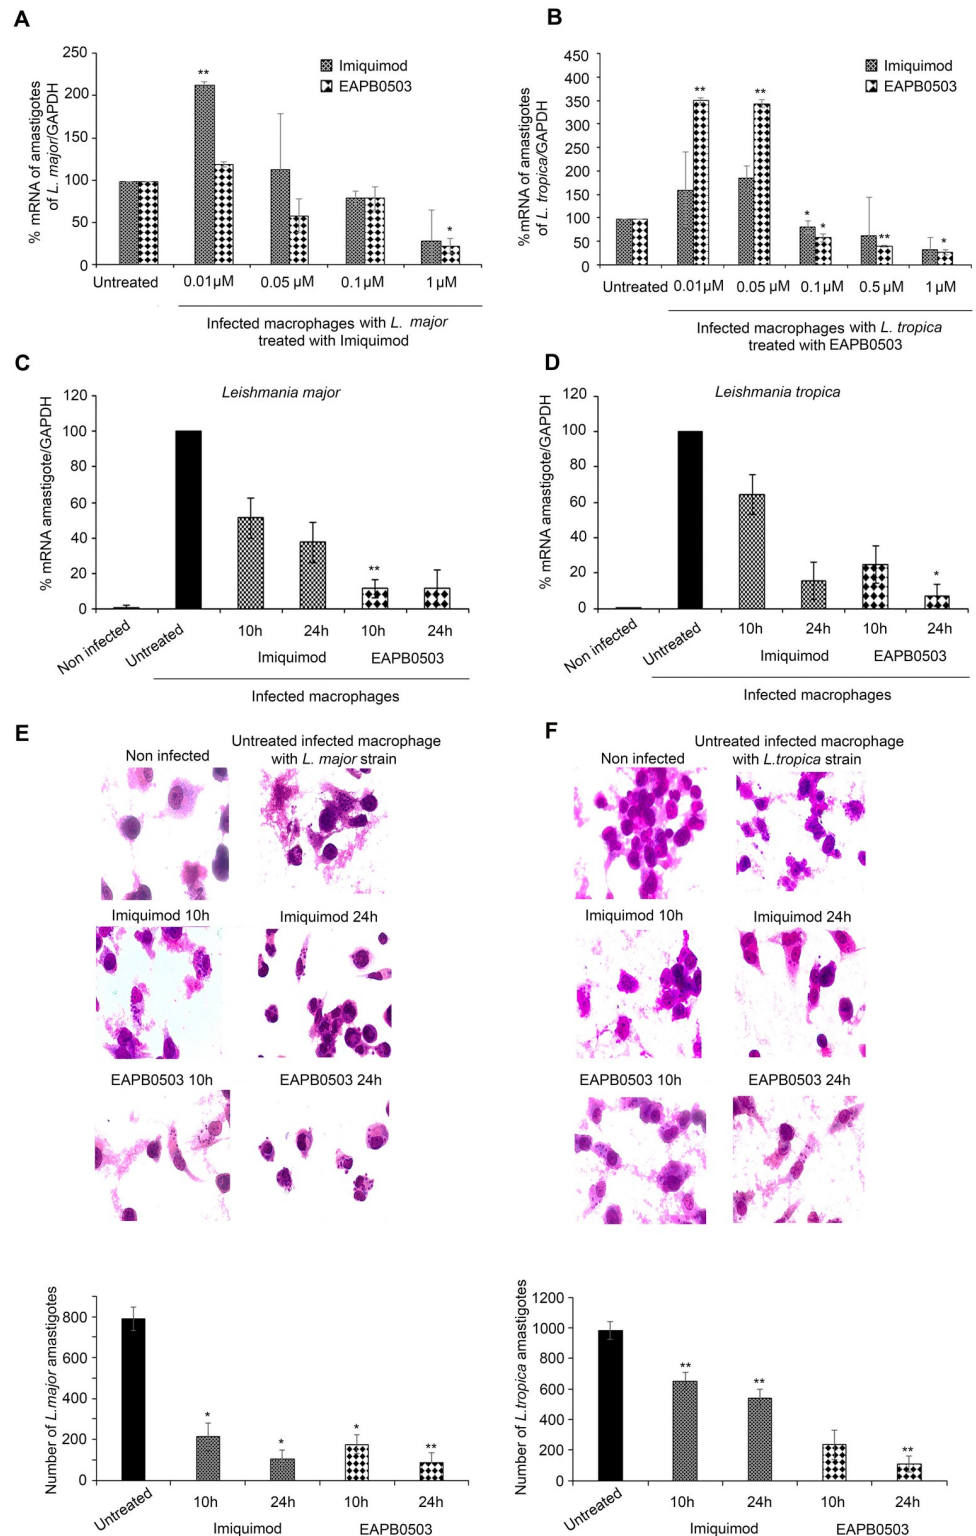 A
250
200
150
100
50
0
% mRNA of amastigotes
of L. major/GAPDH
Imiquimod
EAPB0503
**
*
Untreated
0.01µM
0.05 µM
0.1µM
1µM
Infected macrophages with L. major
treated with Imiquimod
B
450
400
350
300
250
200
150
100
50
0
%mRNA of amastigotes
of L. tropica/GAPDH
Imiquimod
EAPB0503
**
**
*
*
**
*
Untreated
0.01µM
0.05 µM
0.1µM
0.5 µM
1 µM
Infected macrophages with L. tropica
treated with EAPB0503
C
Leishmania major
120
100
80
60
40
20
0
% mRNA amastigote/GAPDH
**
Non infected
Untreated
10h
24h
10h
24h
Imiquimod
EAPB0503
Infected macrophages
D
Leishmania tropica
120
100
80
60
40
20
0
% mRNA amastigote/GAPDH
*
Non infected
Untreated
10h
24h
10h
24h
Imiquimod
EAPB0503
Infected macrophages
E
Non infected
Untreated infected macrophage
with L. major strain
Imiquimod 10h
Imiquimod 24h
EAPB0503 10h
EAPB0503 24h
800
600
400
200
0
Number of L.major amastigotes
*
*
*
**
Untreated
10h
24h
10h
24h
Imiquimod
EAPB0503
F
Non infected
Untreated infected macrophage
with L.tropica strain
Imiquimod 10h
Imiquimod 24h
EAPB0503 10h
EAPB0503 24h
1200
1000
800
600
400
200
0
Number of L.tropica amastigotes
**
**
**
Untreated
10h
24h
10h
24h
Imiquimod
EAPB0503